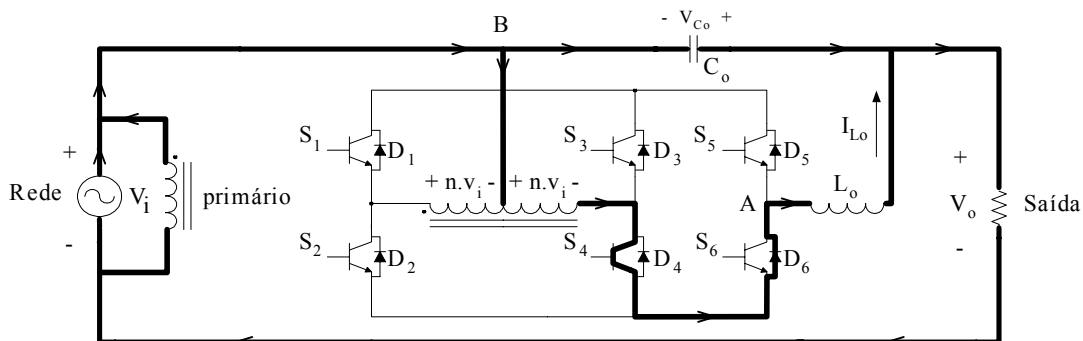 B
- V_Co +
C_o
S_1
D_1
S_3
D_3
S_5
D_5
I_Lo
+
Rede
V_i
-
primário
+ n.v_i - + n.v_i -
A
L_o
+
V_o
-
Saída
S_2
D_2
S_4
D_4
S_6
D_6